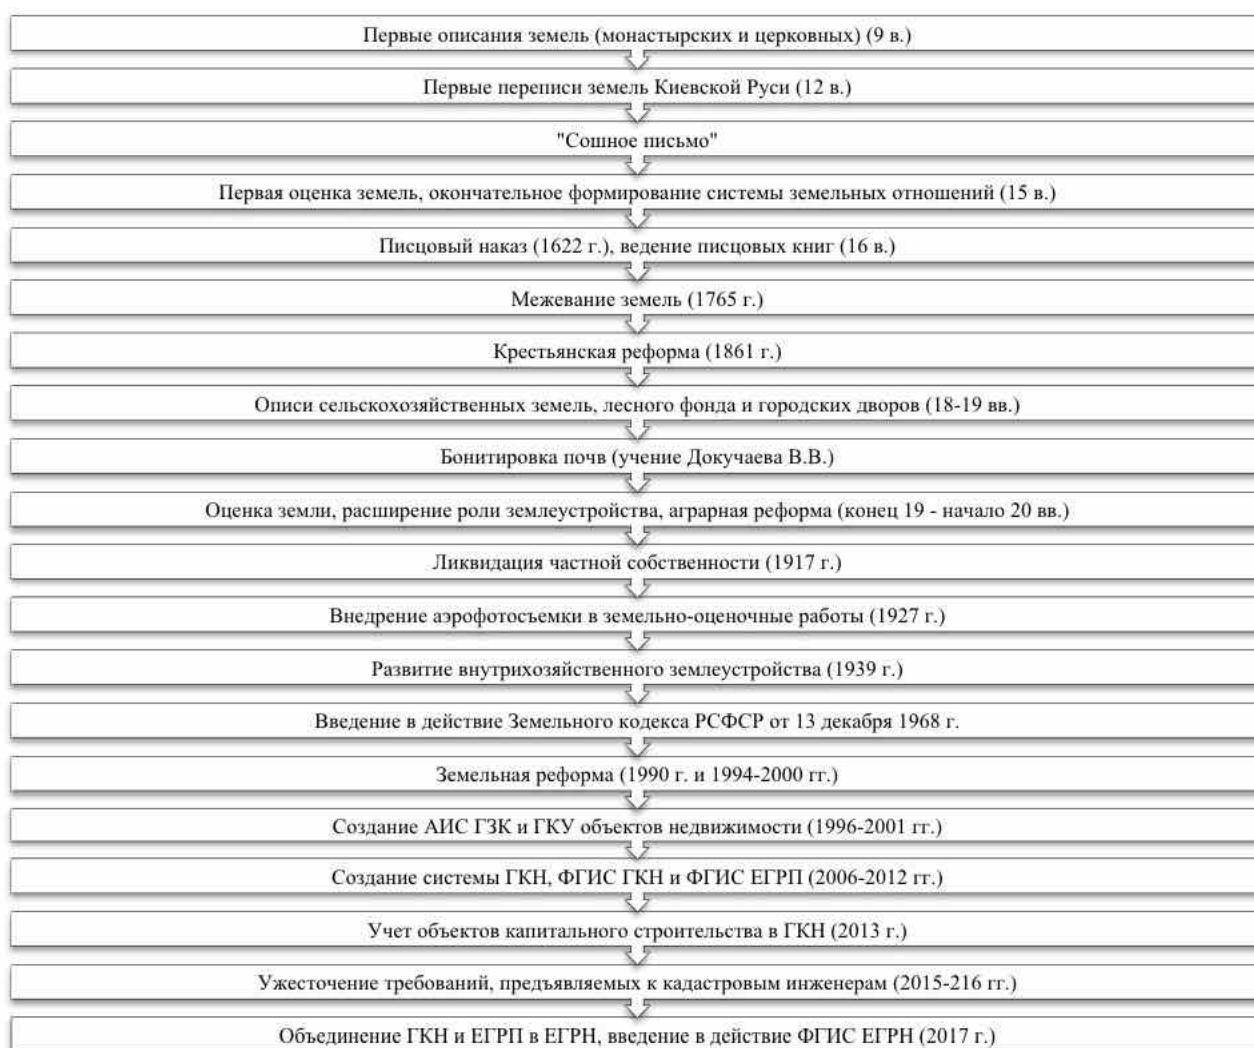 Первые описания земель (монастырских и церковных) (9 в.)
Первые переписи земель Киевской Руси (12 в.)
"Сошное письмо"
Первая оценка земель, окончательное формирование системы земельных отношений (15 в.)
Писцовый наказ (1622 г.), ведение писцовых книг (16 в.)
Межевание земель (1765 г.)
Крестьянская реформа (1861 г.)
Описи сельскохозяйственных земель, лесного фонда и городских дворов (18-19 вв.)
Бонитировка почв (учение Докучаева В.В.)
Оценка земли, расширение роли землеустройства, аграрная реформа (конец 19 - начало 20 вв.)
Ликвидация частной собственности (1917 г.)
Внедрение аэрофотосъемки в земельно-оценочные работы (1927 г.)
Развитие внутрихозяйственного землеустройства (1939 г.)
Введение в действие Земельного кодекса РСФСР от 13 декабря 1968 г.
Земельная реформа (1990 г. и 1994-2000 гг.)
Создание АИС ГЗК и ГКУ объектов недвижимости (1996-2001 гг.)
Создание системы ГКН, ФГИС ГКН и ФГИС ЕГРП (2006-2012 гг.)
Учет объектов капитального строительства в ГКН (2013 г.)
Ужесточение требований, предъявляемых к кадастровым инженерам (2015-216 гг.)
Объединение ГКН и ЕГРП в ЕГРН, введение в действие ФГИС ЕГРН (2017 г.)